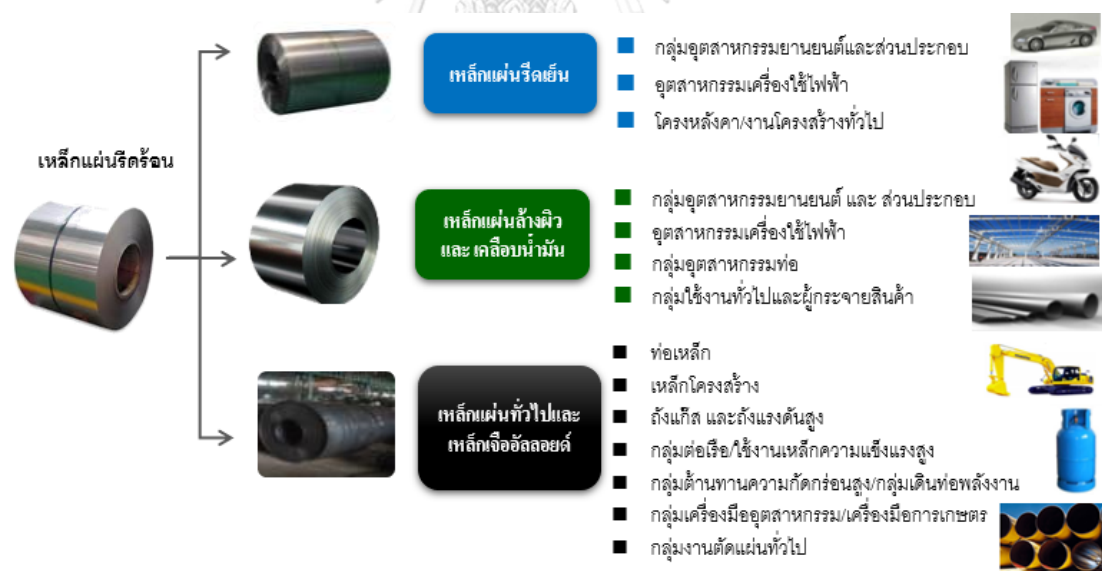 เหล็กแผ่นรีดร้อน
เหล็กแผ่นรีดเย็น
กลุ่มอุตสาหกรรมยานยนต์และส่วนประกอบ
อุตสาหกรรมเครื่องใช้ไฟฟ้า
โครงหลังคา/งานโครงสร้างทั่วไป
เหล็กแผ่นล้างผิว
และ เคลือบน้ำมัน
กลุ่มอุตสาหกรรมยานยนต์ และ ส่วนประกอบ
อุตสาหกรรมเครื่องใช้ไฟฟ้า
กลุ่มอุตสาหกรรมท่อ
กลุ่มใช้งานทั่วไปและผู้กระจายสินค้า
เหล็กแผ่นทั่วไปและ
เหล็กเจืออัลลอยด์
ท่อเหล็ก
เหล็กโครงสร้าง
ถังแก๊ส และถังแรงดันสูง
กลุ่มต่อเรือ/ใช้งานเหล็กความแข็งแรงสูง
กลุ่มต้านทานความกัดกร่อนสูง/กลุ่มเดินท่อพลังงาน
กลุ่มเครื่องมืออุตสาหกรรม/เครื่องมือการเกษตร
กลุ่มงานตัดแผ่นทั่วไป